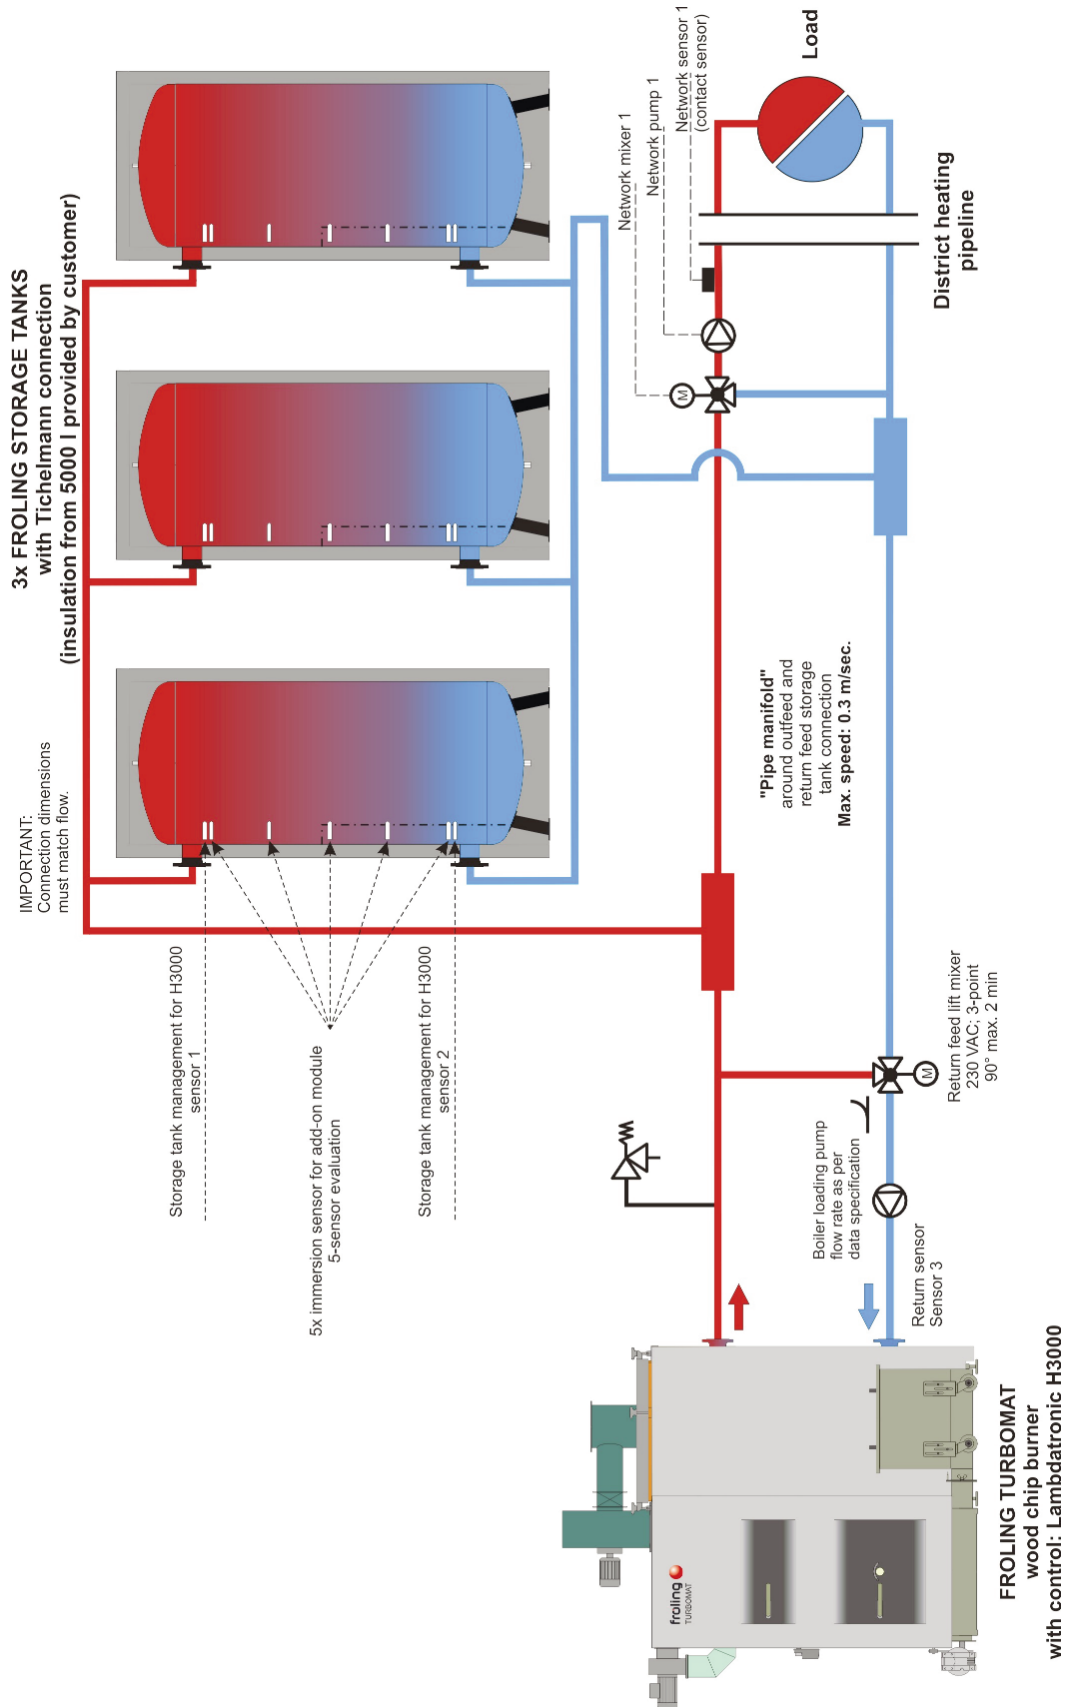 3x FROLING STORAGE TANKS
with Tichelmann connection
(insulation from 5000 l provided by customer)
IMPORTANT:
Connection dimensions
must match flow.
Storage tank management for H3000
sensor 1
5x immersion sensor for add-on module
5-sensor evaluation
Storage tank management for H3000
sensor 2
Network mixer 1
Network pump 1
Network sensor 1
(contact sensor)
Load
District heating
pipeline
M
"Pipe manifold"
around outfeed and
return feed storage
tank connection
Max. speed: 0.3 m/sec.
Return feed lift mixer
230 VAC; 3-point
90° max. 2 min
M
Boiler loading pump
flow rate as per
data specification
Return sensor
Sensor 3
froling
TURBOMAT
FROLING TURBOMAT
wood chip burner
with control: Lambdatronic H3000